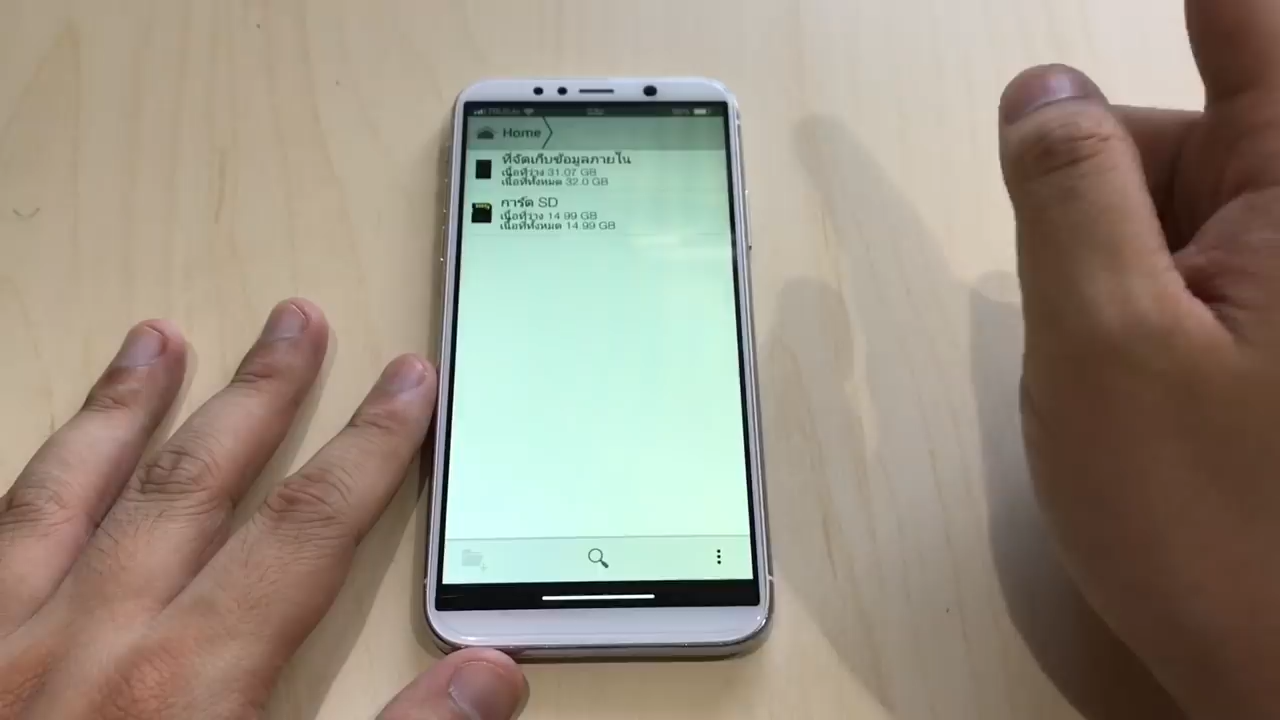 Home
ที่จัดเก็บข้อมูลภายใน
เนื้อที่ว่าง 31.07 GB
เนื้อที่ทั้งหมด 32.0 GB
การ์ด SD
เนื้อที่ว่าง 14.99 GB
เนื้อที่ทั้งหมด 14.99 GB